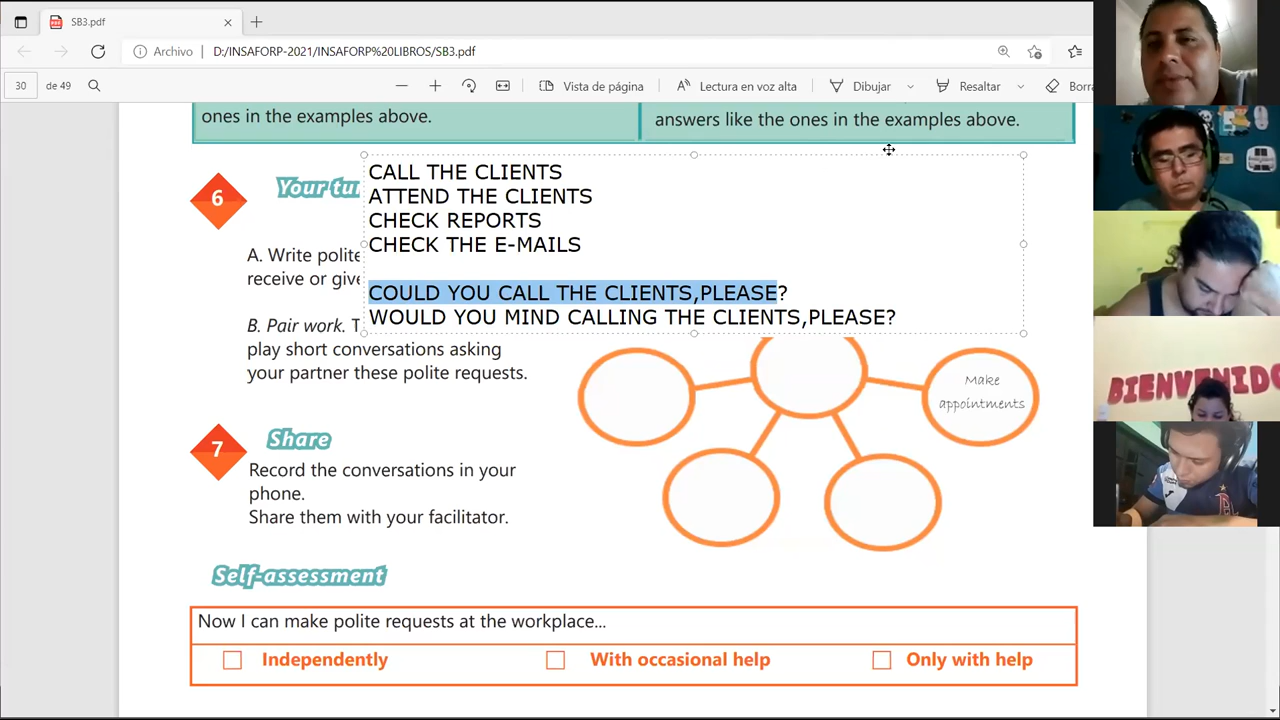 SB3.pdf
Archivo
D:/INSAFORP-2021/INSAFORP%20LIBROS/SB3.pdf
30
de 49
Vista de página
Lectura en voz alta
Dibujar
Resaltar
ones in the examples above.
answers like the ones in the examples above.
CALL THE CLIENTS
ATTEND THE CLIENTS
CHECK REPORTS
CHECK THE E-MAILS
COULD YOU CALL THE CLIENTS,PLEASE?
WOULD YOU MIND CALLING THE CLIENTS,PLEASE?
6
Your
A. Write polite
receive or give
B. Pair work.
play short conversations asking
your partner these polite requests.
Make
appointments
7
Share
Record the conversations in your
phone.
Share them with your facilitator.
Self-assessment
Now I can make polite requests at the workplace...
Independently
With occasional help
Only with help
BIENVENIDO